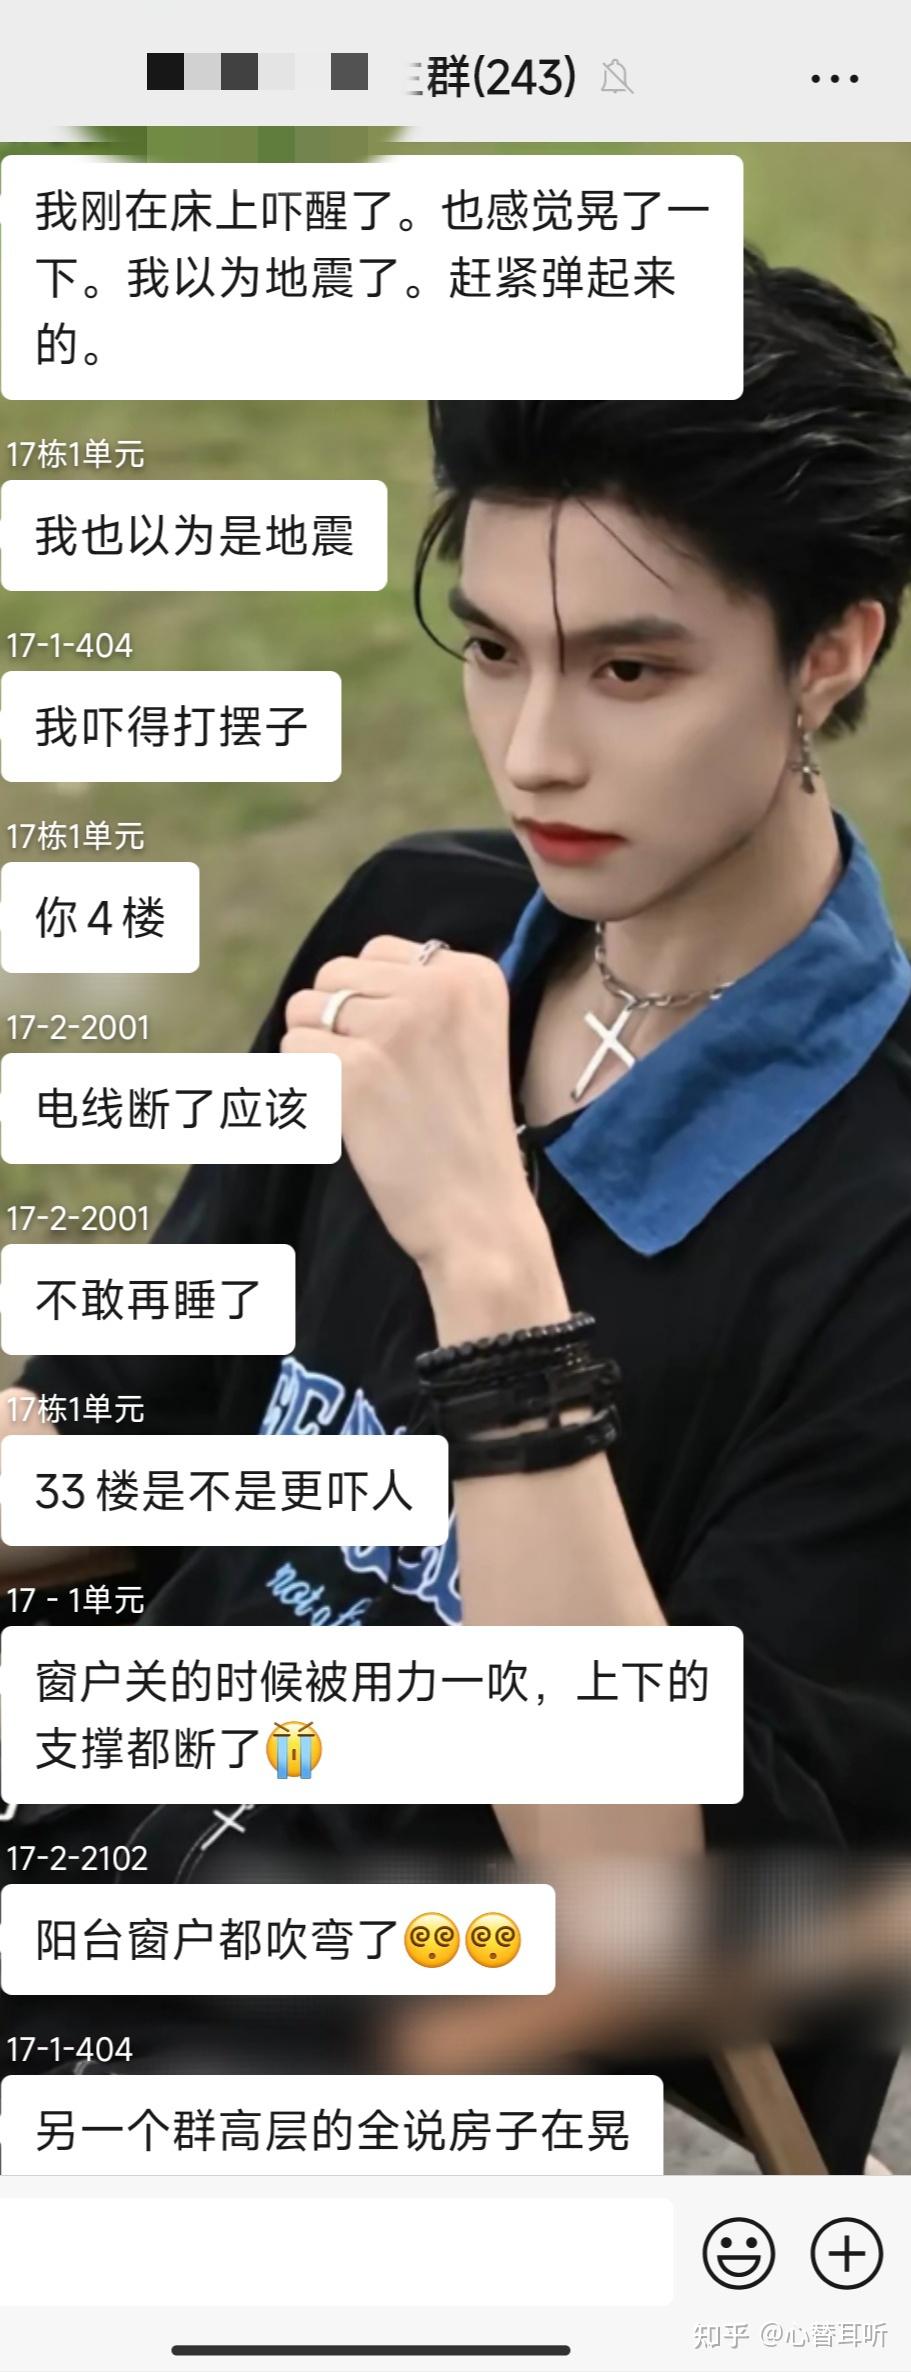 群(243)
我刚在床上吓醒了。也感觉晃了一
下。我以为地震了。赶紧弹起来
的。
17栋1单元
我也以为是地震
17-1-404
我吓得打摆子
17栋1单元
你4楼
17-2-2001
电线断了应该
17-2-2001
不敢再睡了
17栋1单元
33楼是不是更吓人
17 - 1单元
窗户关的时候被用力一吹，上下的
支撑都断了😭
17-2-2102
阳台窗户都吹弯了😵‍💫😵‍💫
17-1-404
另一个群高层的全说房子在晃
知乎 @心替耳听